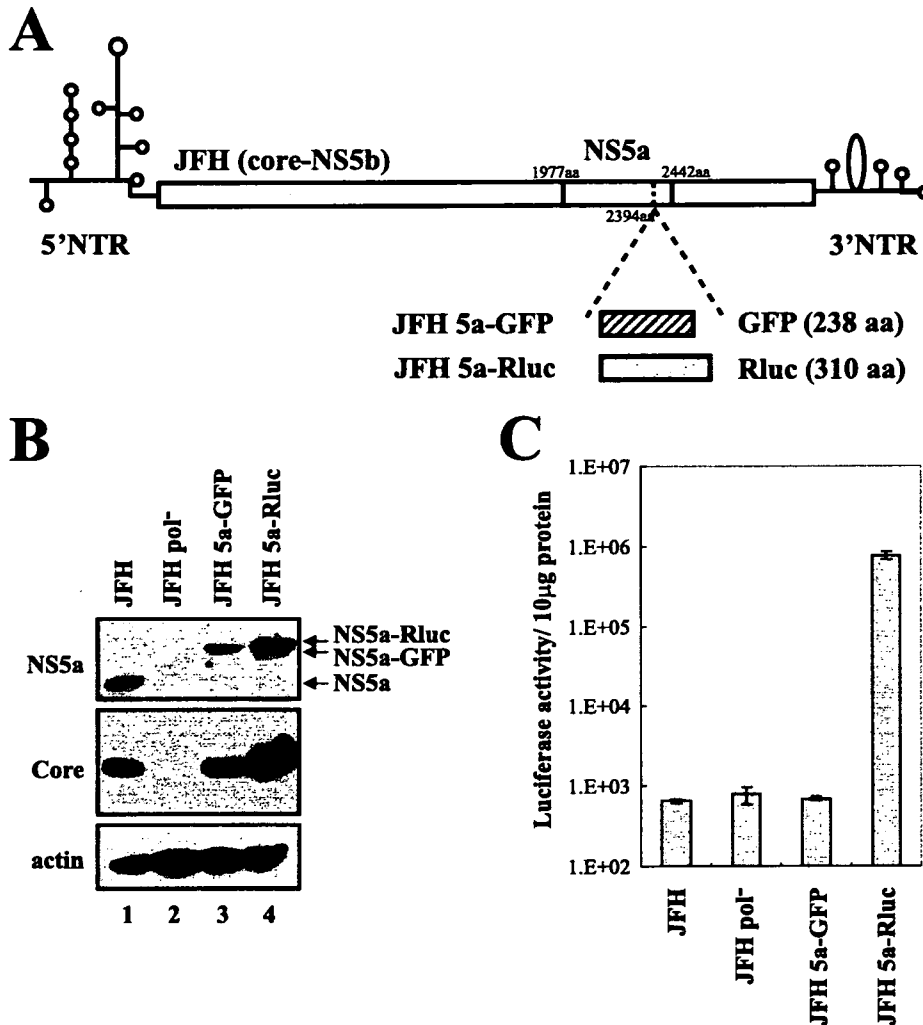 A
JFH (core-NS5b)
NS5a
1977aa
2442aa
2394aa
5'NTR
3'NTR
JFH 5a-GFP
GFP (238 aa)
JFH 5a-Rluc
Rluc (310 aa)
B
JFH
JFH pol-
JFH 5a-GFP
JFH 5a-Rluc
NS5a
NS5a-Rluc
NS5a-GFP
NS5a
Core
actin
1 2 3 4
C
Luciferase activity/ 10µg protein
1.E+07
1.E+06
1.E+05
1.E+04
1.E+03
1.E+02
JFH
JFH pol-
JFH 5a-GFP
JFH 5a-Rluc